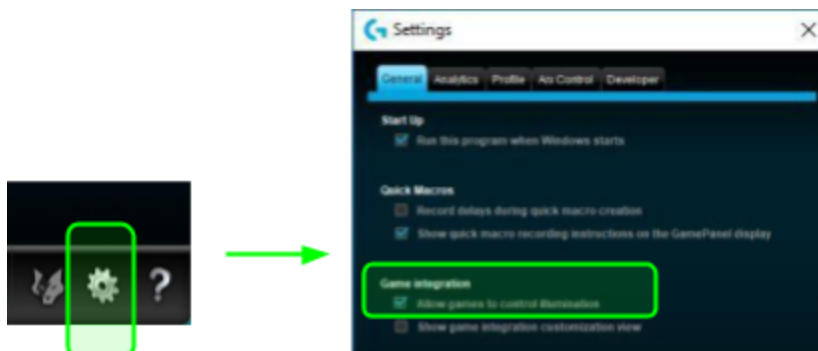 Settings
General Analytics Profile Arx Control Developer
Start Up
Run this program when Windows starts
Quick Macros
Record delays during quick macro creation
Show quick macro recording instructions on the GamePanel display
Game integration
Allow games to control illumination
Show game integration customization view
?